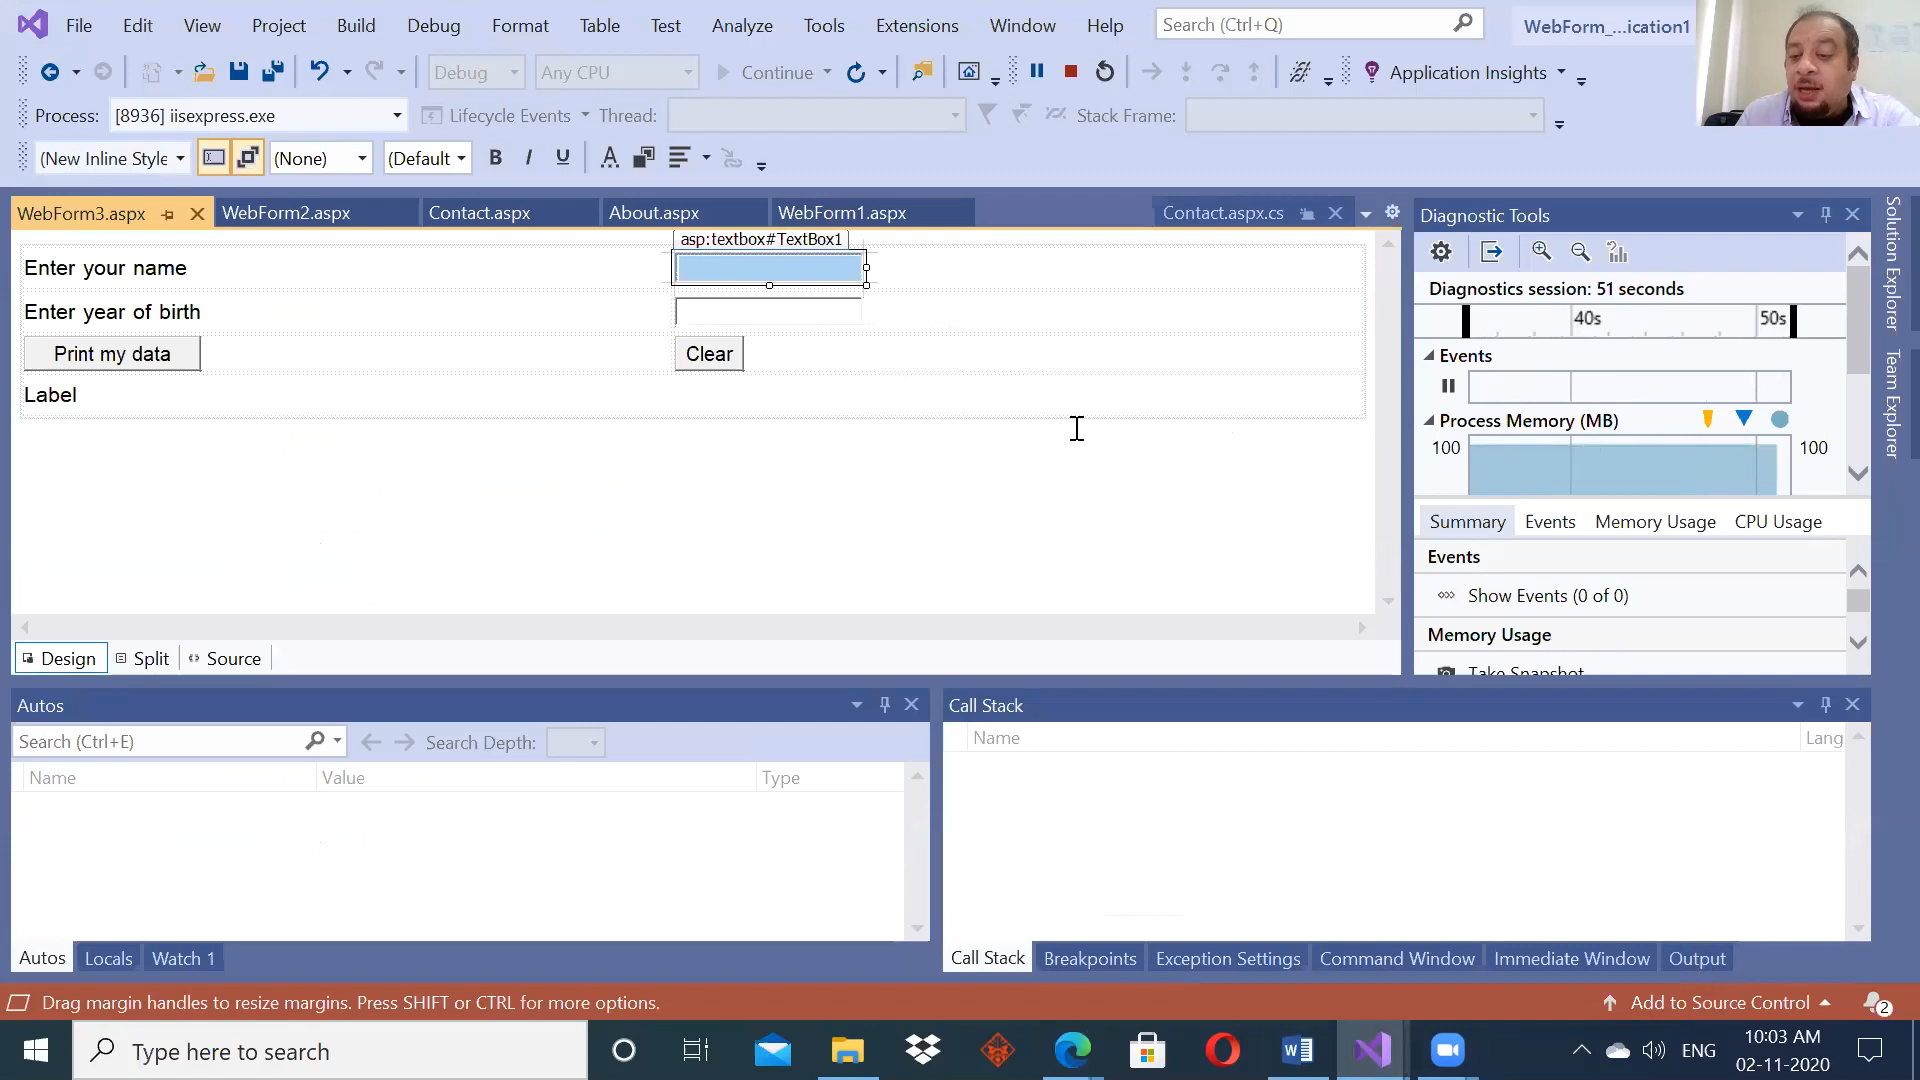 File Edit View Project Build Debug Format Table Test Analyze Tools Extensions Window Help Search (Ctrl+Q) WebForm_...ication1
Debug Any CPU Continue Application Insights
Process: [8936] iisexpress.exe Lifecycle Events Thread: Stack Frame:
(New Inline Style (None) (Default B I U A
WebForm3.aspx WebForm2.aspx Contact.aspx About.aspx WebForm1.aspx Contact.aspx.cs
asp:textbox#TextBox1
Enter your name
Enter year of birth
Print my data Clear
Label
Design Split Source
Diagnostic Tools
Diagnostics session: 51 seconds
40s 50s
Events
Process Memory (MB)
100 100
Summary Events Memory Usage CPU Usage
Events
Show Events (0 of 0)
Memory Usage
Take Snapshot
Solution Explorer
Team Explorer
Autos
Search (Ctrl+E) Search Depth:
Name Value Type
Autos Locals Watch 1
Call Stack
Name Lang
Call Stack Breakpoints Exception Settings Command Window Immediate Window Output
Drag margin handles to resize margins. Press SHIFT or CTRL for more options. Add to Source Control 2
Type here to search
ENG
10:03 AM
02-11-2020